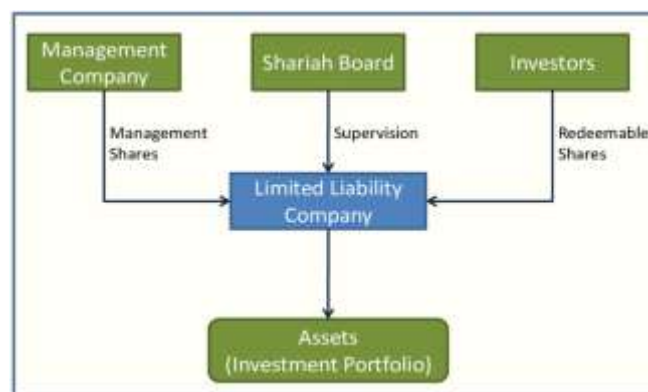 Management
Company
Shariah Board
Investors
Management
Shares
Supervision
Redeemable
Shares
Limited Liability
Company
Assets
(Investment Portfolio)